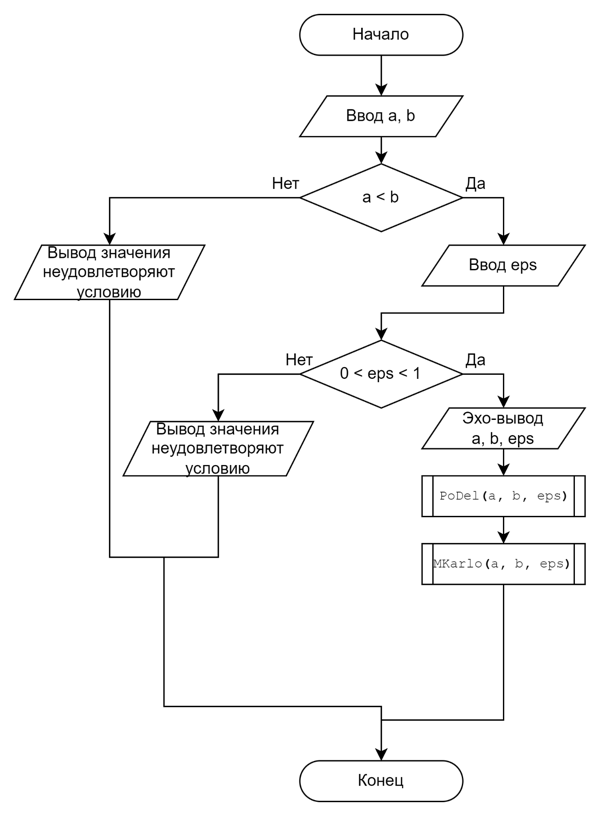 Начало
Ввод a, b
a < b
Нет
Да
Вывод значения
неудовлетворяют
условию
Ввод eps
0 < eps < 1
Нет
Да
Вывод значения
неудовлетворяют
условию
Эхо-вывод
a, b, eps
PoDel(a, b, eps)
MKarlo(a, b, eps)
Конец